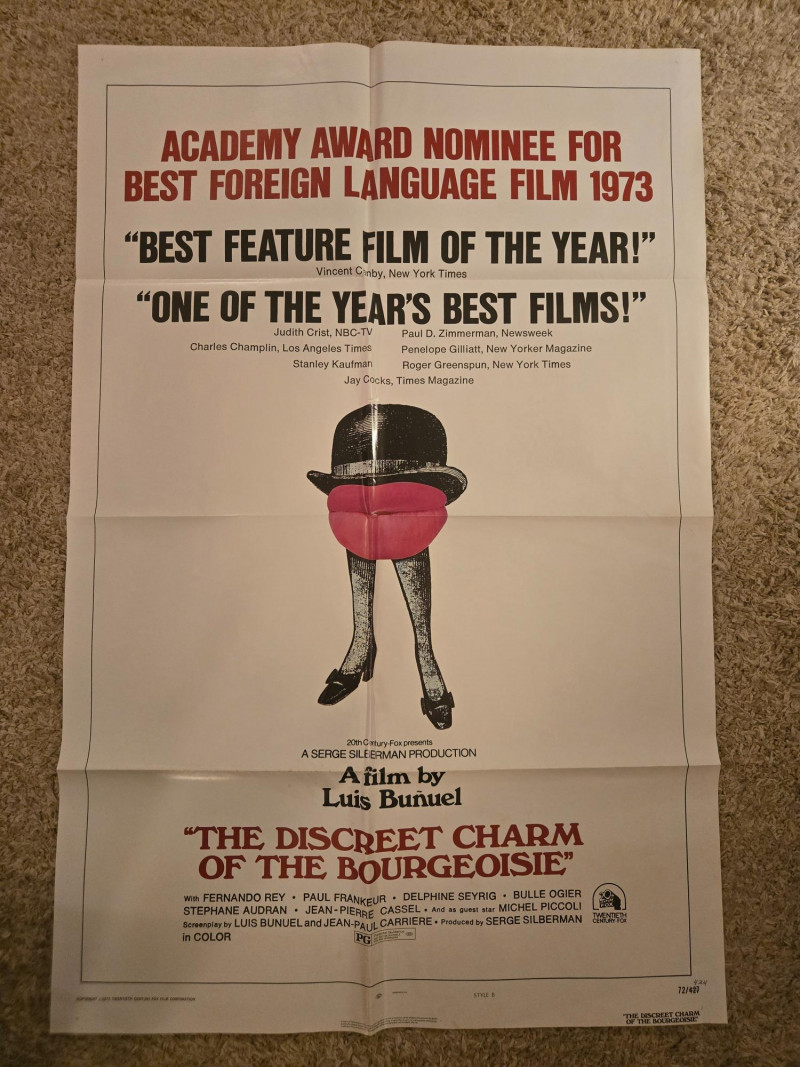 ACADEMY AWARD NOMINEE FOR
BEST FOREIGN LANGUAGE FILM 1973
“BEST FEATURE FILM OF THE YEAR!”
Vincent Canby, New York Times
“ONE OF THE YEAR'S BEST FILMS!”
Judith Crist, NBC-TV Paul D. Zimmerman, Newsweek
Charles Champlin, Los Angeles Times Penelope Gilliatt, New Yorker Magazine
Stanley Kaufman Roger Greenspun, New York Times
Jay Cocks, Times Magazine
20th Century-Fox presents
A SERGE SILBERMAN PRODUCTION
A film by
Luis Buñuel
“THE DISCREET CHARM
OF THE BOURGEOISIE”
With FERNANDO REY • PAUL FRANKEUR • DELPHINE SEYRIG • BULLE OGIER
STEPHANE AUDRAN • JEAN-PIERRE CASSEL • And as guest star MICHEL PICCOLI
Screenplay by LUIS BUNUEL and JEAN-PAUL CARRIERE • Produced by SERGE SILBERMAN
in COLOR
PG
TWENTIETH
CENTURY-FOX
STYLE B
72/427
“THE DISCREET CHARM
OF THE BOURGEOISIE”